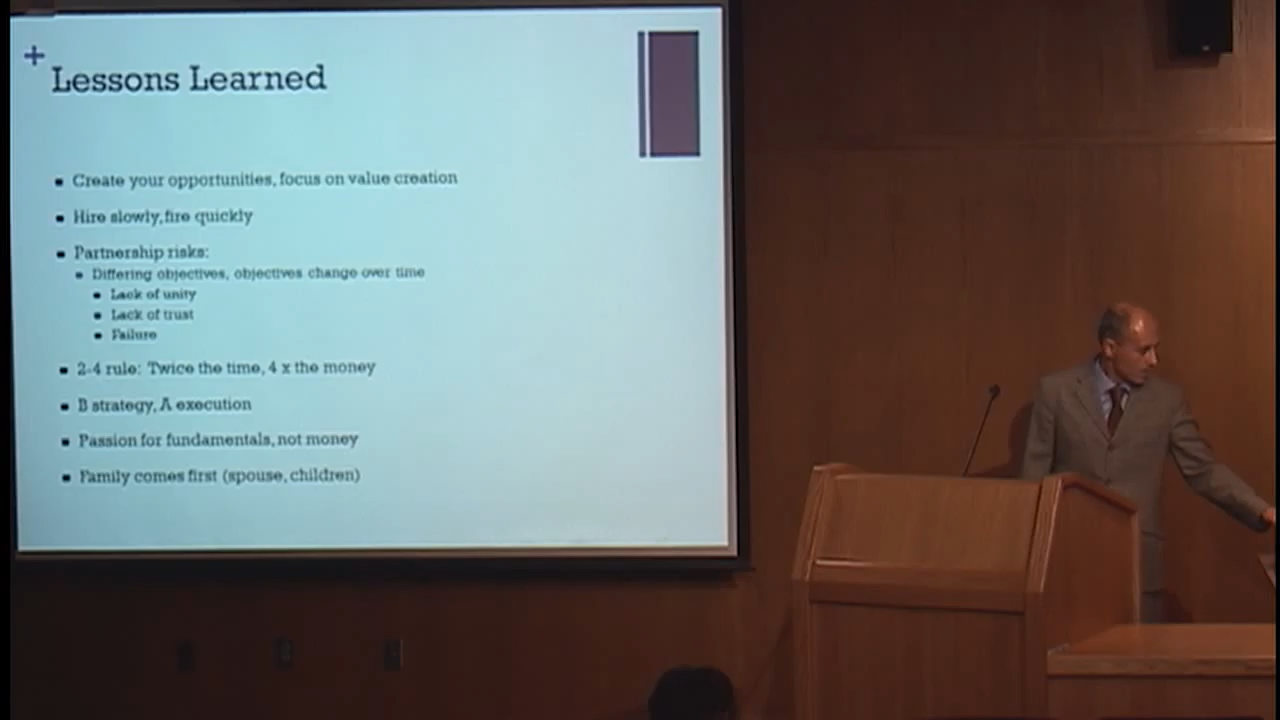 +
Lessons Learned
Create your opportunities, focus on value creation
Hire slowly, fire quickly
Partnership risks:
Differing objectives, objectives change over time
Lack of unity
Lack of trust
Failure
2-4 rule: Twice the time, 4 x the money
B strategy, A execution
Passion for fundamentals, not money
Family comes first (spouse, children)